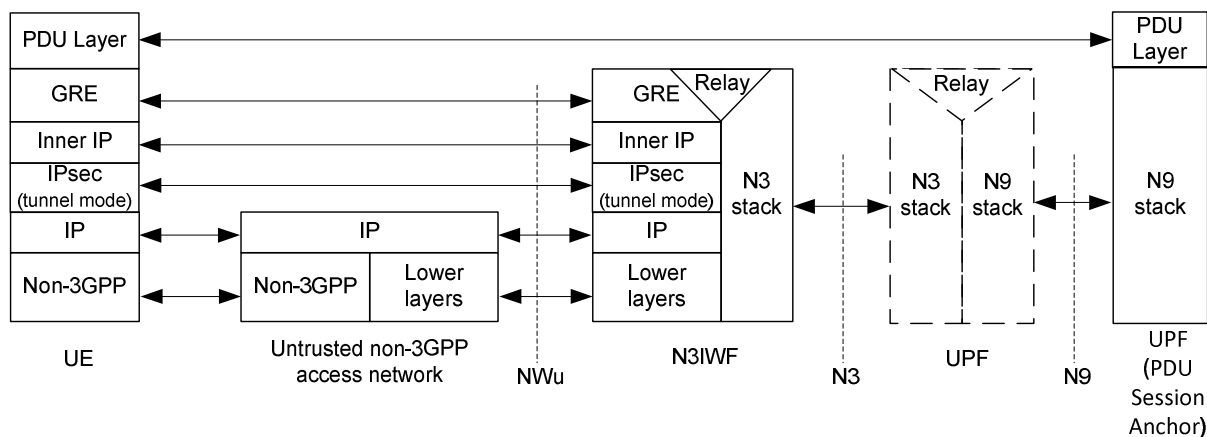 PDU Layer
PDU
Layer
GRE
GRE
Relay
Relay
Inner IP
Inner IP
IPsec
(tunnel mode)
IPsec
(tunnel mode)
N3
stack
N3
stack
N9
stack
N9
stack
IP
IP
IP
Non-3GPP
Non-3GPP
Lower
layers
Lower
layers
UE
Untrusted non-3GPP
access network
NWu
N3IWF
N3
UPF
N9
UPF
(PDU
Session
Anchor)